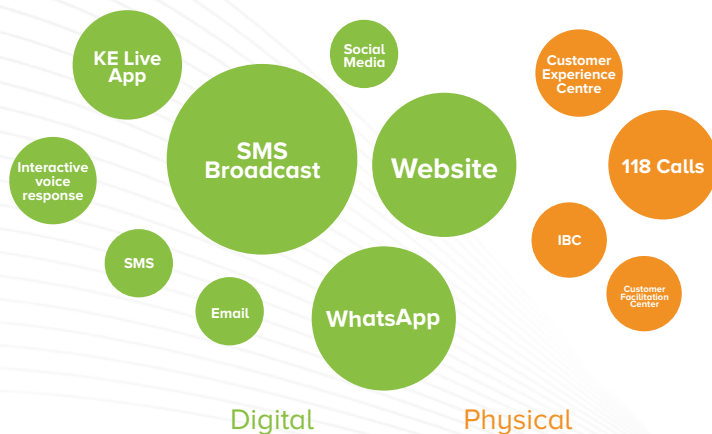 KE Live
App
Social
Media
Customer
Experience
Centre
SMS
Broadcast
Website
118 Calls
Interactive
voice
response
IBC
SMS
Customer
Facilitation
Center
Email
WhatsApp
Digital
Physical